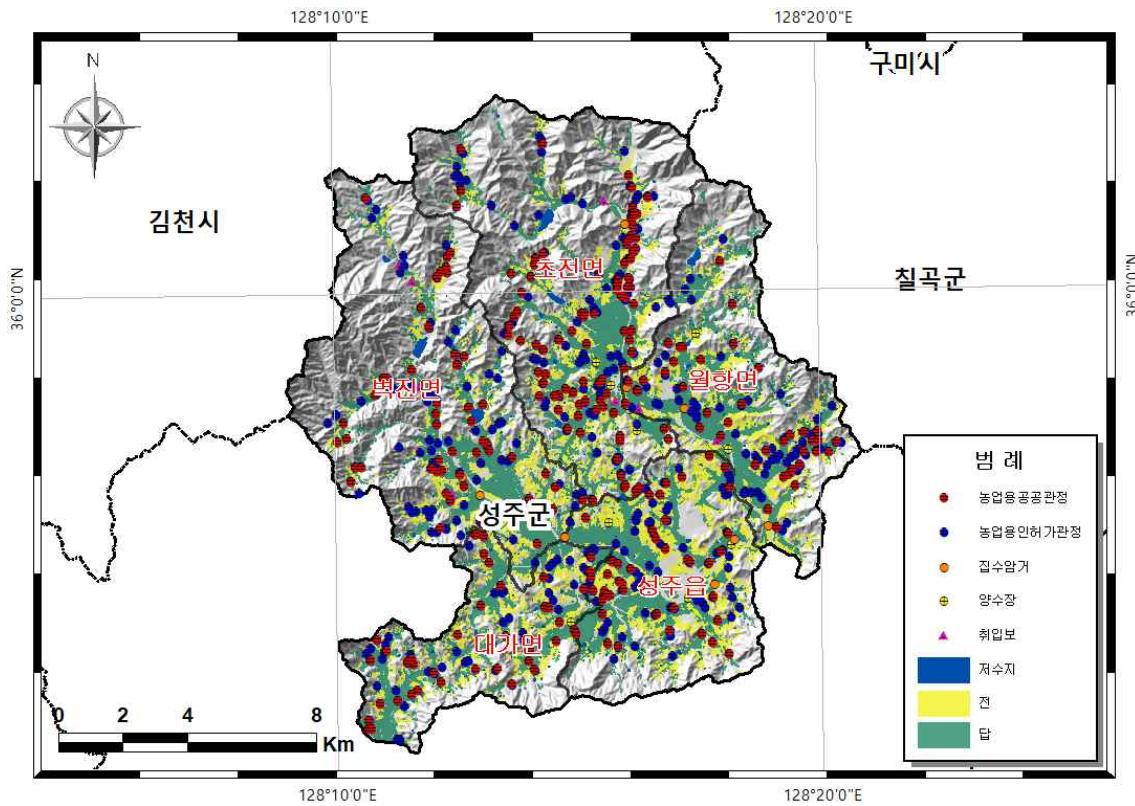 128°10'0"E
128°20'0"E
N
구미시
김천시
36°0'0"N
초전면
칠곡군
36°0'0"N
벽진면
월항면
범 례
농업용공공관정
농업용인허가관정
집수암거
양수장
취입보
저수지
전
답
성주군
성주읍
대가면
0 2 4 8
Km
128°10'0"E
128°20'0"E